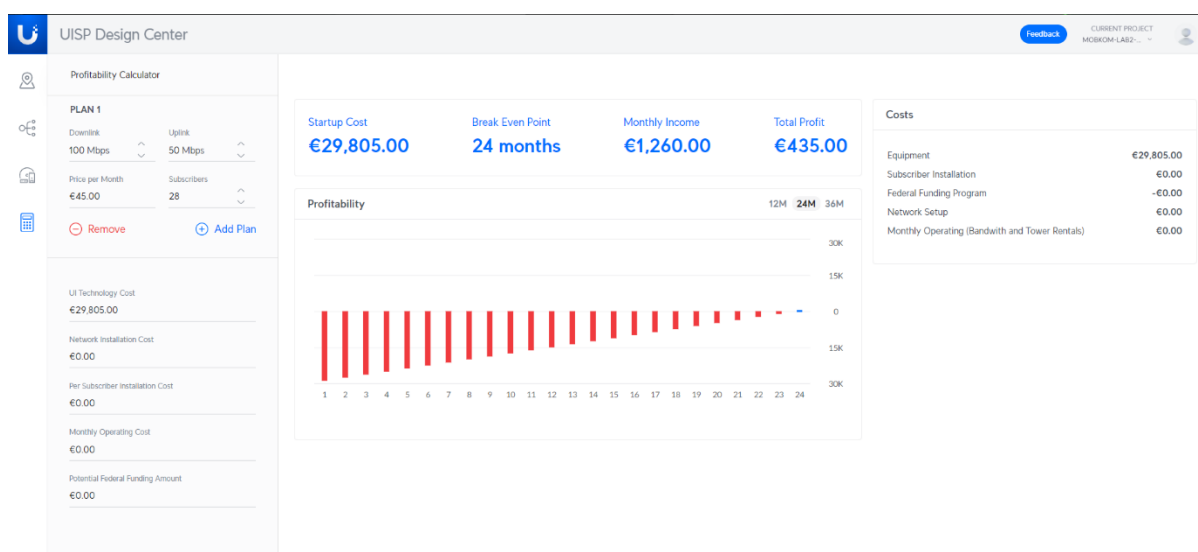 UISP Design Center
Feedback
CURRENT PROJECT
MOBKOM-LAB2-...
Profitability Calculator
PLAN 1
Downlink Uplink
100 Mbps 50 Mbps
Price per Month Subscribers
€45.00 28
Remove Add Plan
UI Technology Cost
€29,805.00
Network Installation Cost
€0.00
Per Subscriber Installation Cost
€0.00
Monthly Operating Cost
€0.00
Potential Federal Funding Amount
€0.00
Startup Cost Break Even Point Monthly Income Total Profit
€29,805.00 24 months €1,260.00 €435.00
Profitability 12M 24M 36M
30K
15K
0
15K
30K
1 2 3 4 5 6 7 8 9 10 11 12 13 14 15 16 17 18 19 20 21 22 23 24
Costs
Equipment €29,805.00
Subscriber Installation €0.00
Federal Funding Program -€0.00
Network Setup €0.00
Monthly Operating (Bandwith and Tower Rentals) €0.00